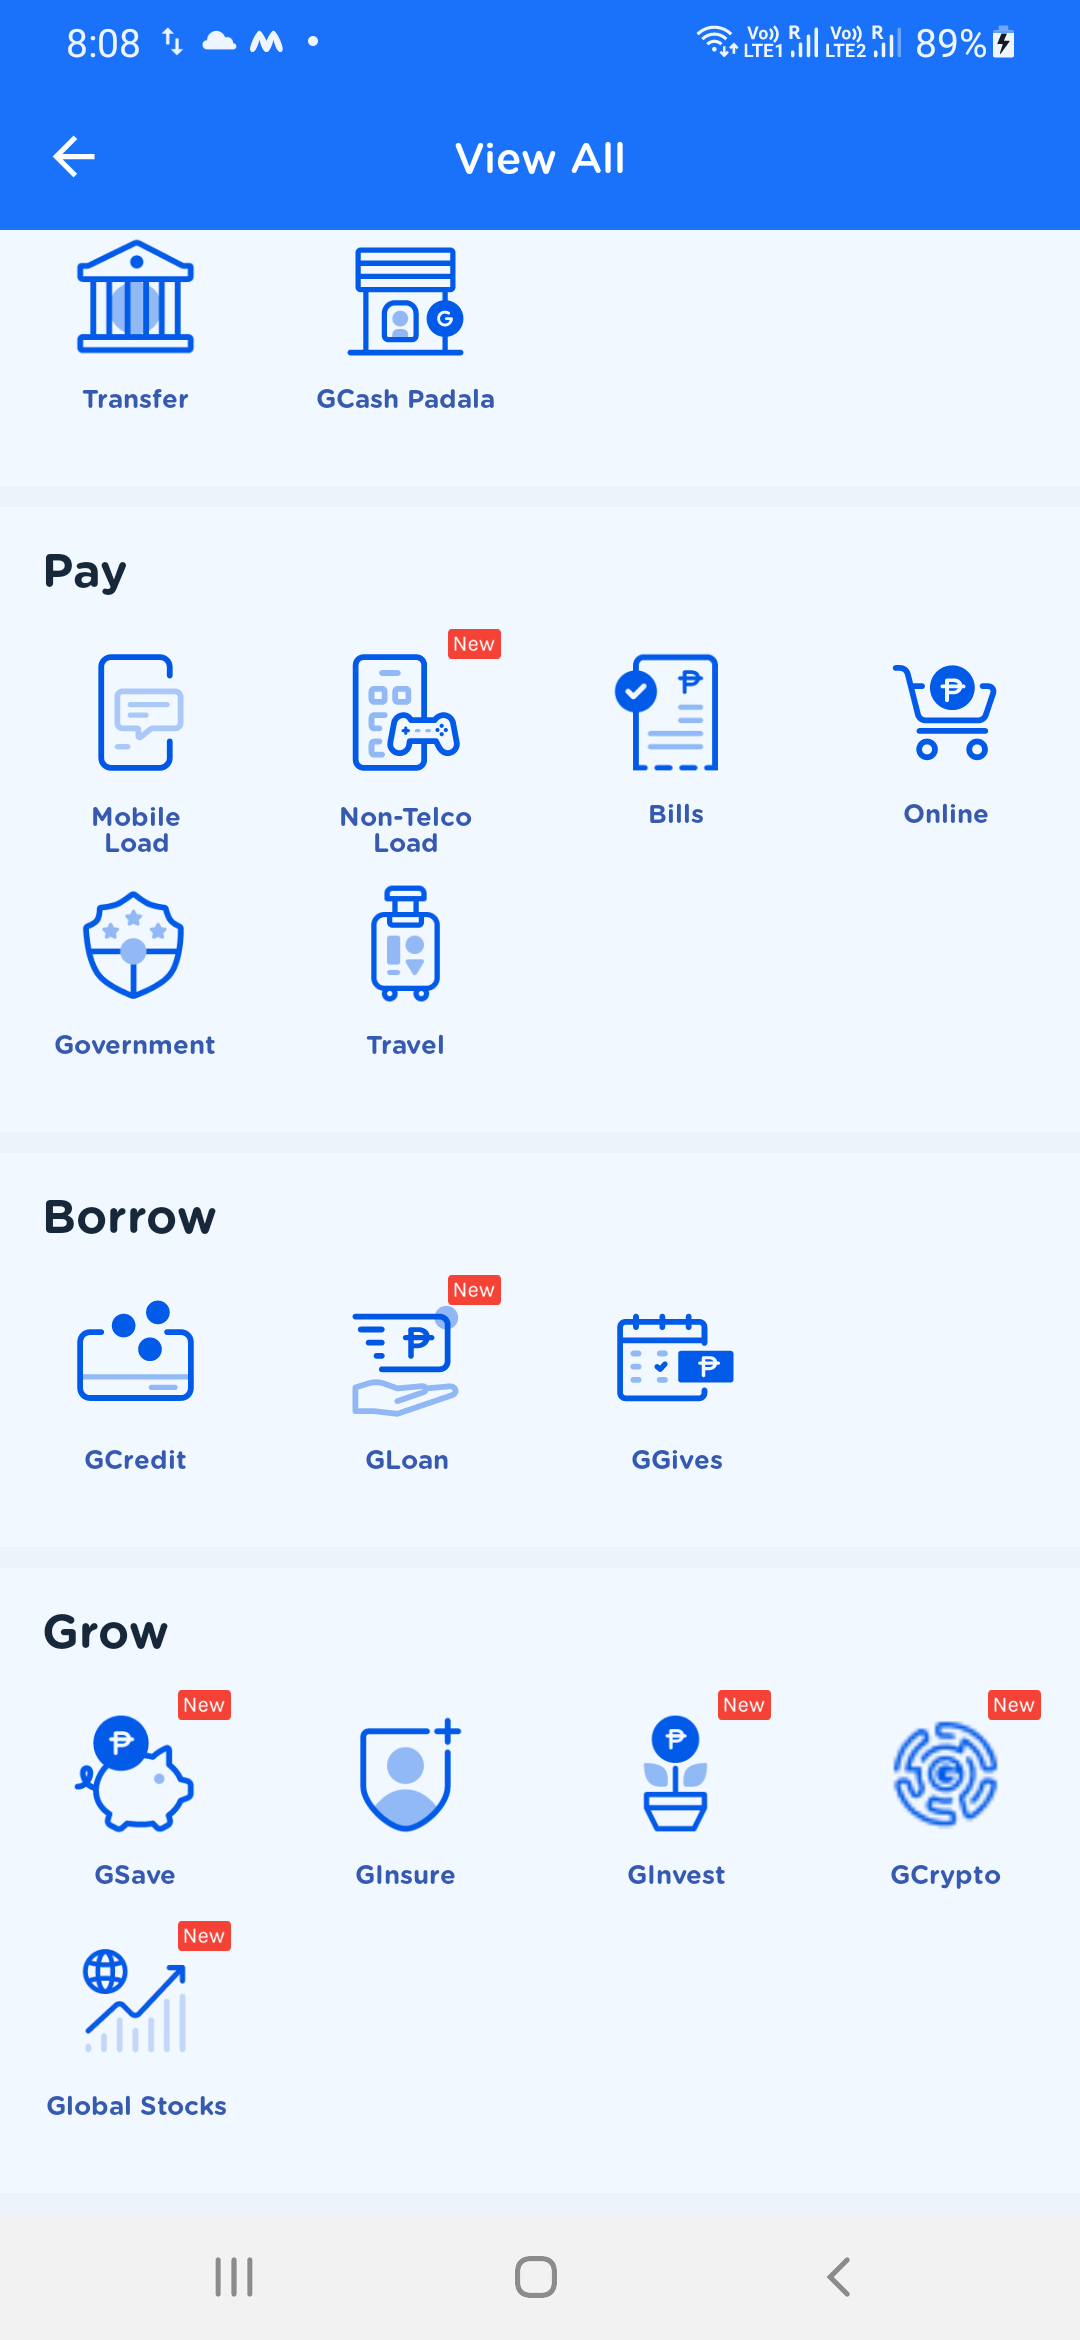 8:08
Vo)) R Vo)) R 89%
LTE1 LTE2
View All
G
Transfer GCash Padala
Pay
New
₱ ₱
Mobile Load
Non-Telco Load
Bills
Online
Government Travel
Borrow
New
₱ ₱
GCredit GLoan GGives
Grow
New New New
₱ ₱ G
GSave GInsure GInvest GCrypto
New
Global Stocks